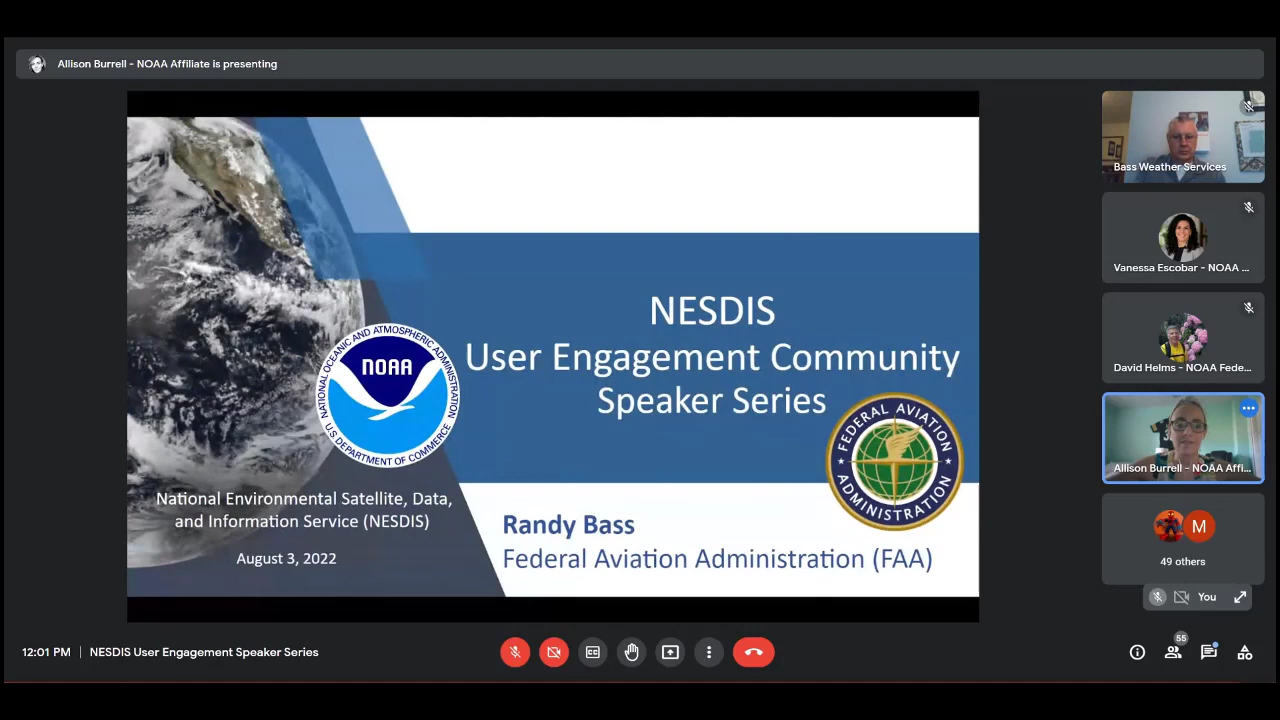 Allison Burrell - NOAA Affiliate is presenting
NESDIS
User Engagement Community
Speaker Series
NATIONAL OCEANIC AND ATMOSPHERIC ADMINISTRATION
NOAA
U.S. DEPARTMENT OF COMMERCE
FEDERAL AVIATION
ADMINISTRATION
National Environmental Satellite, Data,
and Information Service (NESDIS)
August 3, 2022
Randy Bass
Federal Aviation Administration (FAA)
Bass Weather Services
Vanessa Escobar - NOAA ...
David Helms - NOAA Fede...
Allison Burrell - NOAA Affi...
M
49 others
You
12:01 PM | NESDIS User Engagement Speaker Series
CC
55